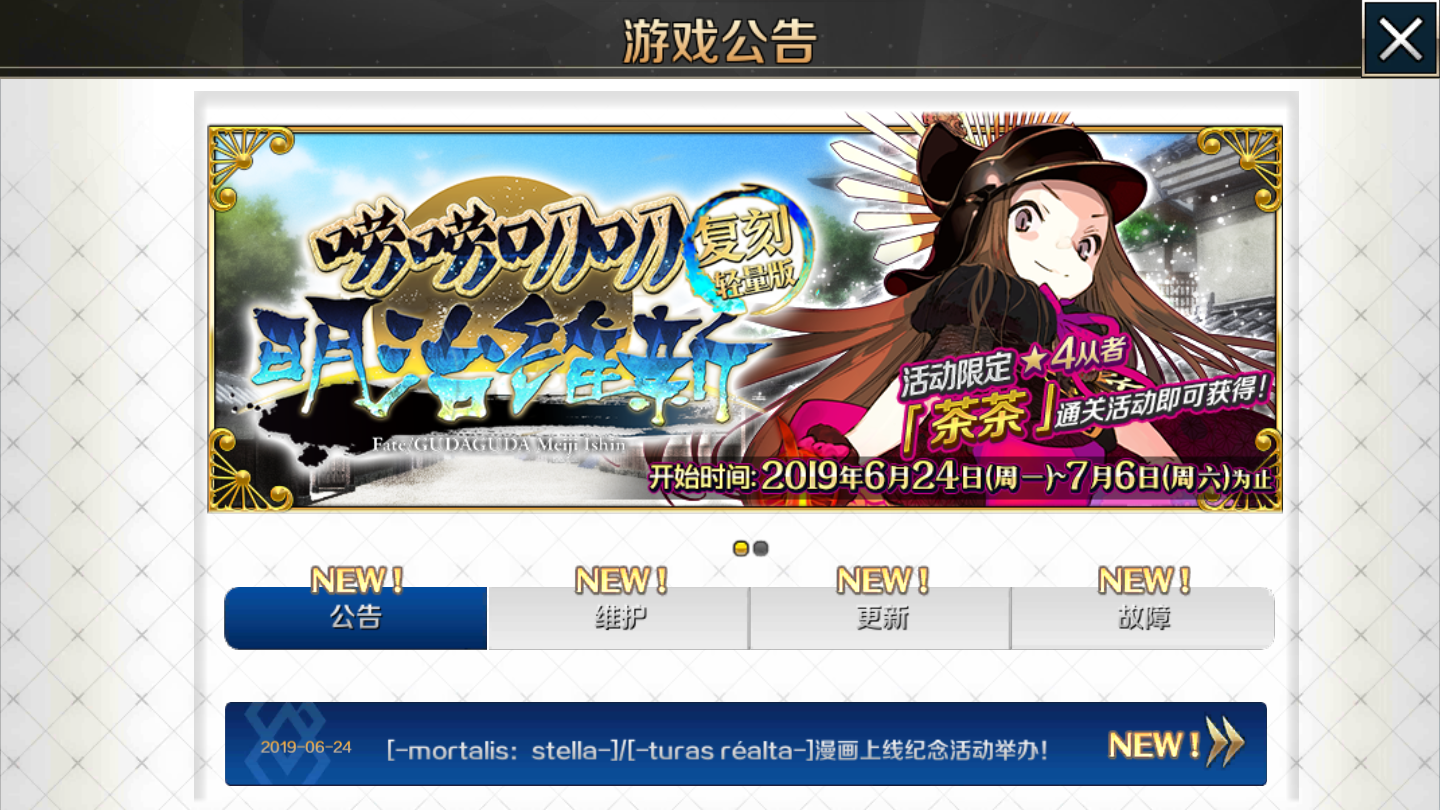 游戏公告
唠唠叨叨
复刻
轻量版
明治維新
Fate/GUDAGUDA Meiji Ishin
活动限定★4从者
「茶茶」通关活动即可获得!
开始时间:2019年6月24日(周一)~7月6日(周六)为止
NEW! NEW! NEW! NEW!
公告 维护 更新 故障
2019-06-24 [-mortalis: stella-]/[-turas réalta-]漫画上线纪念活动举办! NEW!